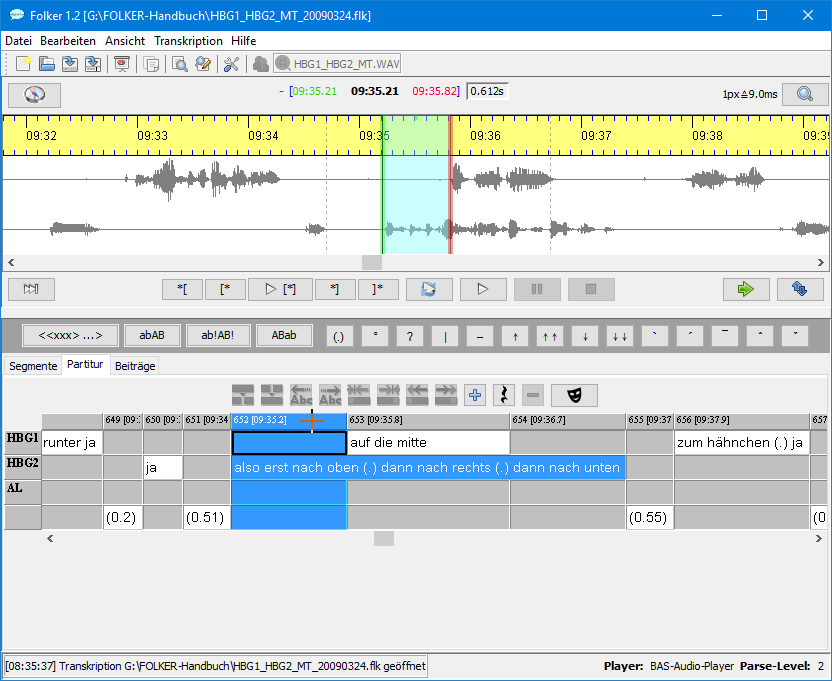 Folker 1.2 [G:\FOLKER-Handbuch\HBG1_HBG2_MT_20090324.flk]
Datei Bearbeiten Ansicht Transkription Hilfe
HBG1_HBG2_MT.WAV
- [09:35.21 09:35.21 09:35.82] 0.612s 1px≙9.0ms
09:32 09:33 09:34 09:35 09:36 09:37 09:38 09:39
*[ [* [*] *] ]*
<<xxx> ...> abAB ab!AB! ABab (.) ° ? | – ↑ ↑↑ ↓ ↓↓ ` ´ ¯ ˆ ˇ
Segmente Partitur Beiträge
Abc Abc
649 [09: 650 [09: 651 [09:34 652 [09:35.2] 653 [09:35.8] 654 [09:36.7] 655 [09:37 656 [09:37.9] 657
HBG1 runter ja auf die mitte zum hähnchen (.) ja
HBG2 ja also erst nach oben (.) dann nach rechts (.) dann nach unten
AL
(0.2) (0.51) (0.55) (0
[08:35:37] Transkription G:\FOLKER-Handbuch\HBG1_HBG2_MT_20090324.flk geöffnet Player: BAS-Audio-Player Parse-Level: 2